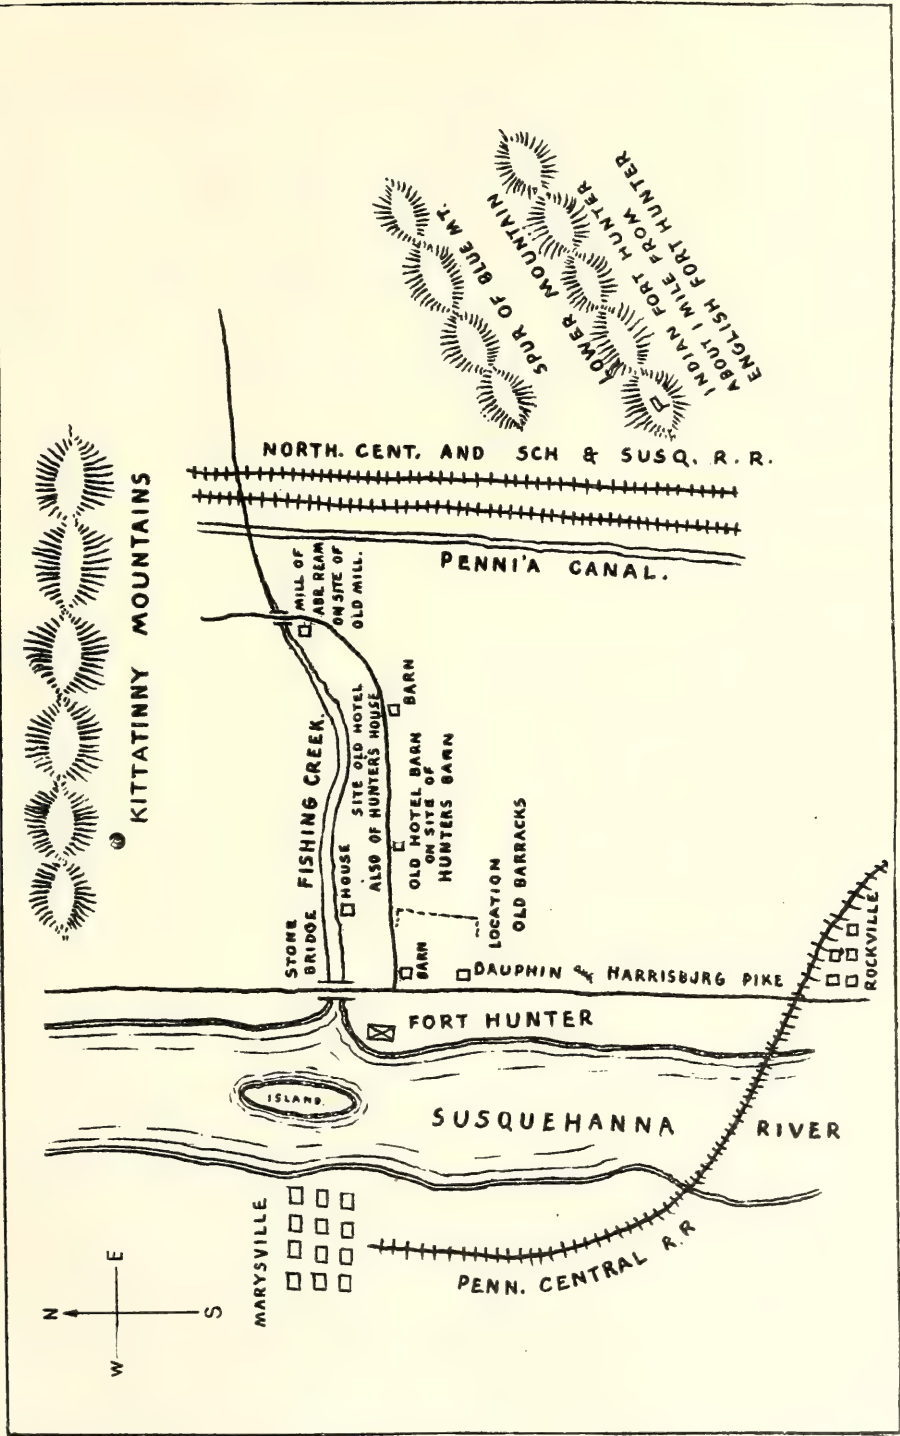 KITTATINNY MOUNTAINS
SPUR OF BLUE MT.
LOWER MOUNTAIN
INDIAN FORT HUNTER
ABOUT 1 MILE FROM
ENGLISH FORT HUNTER
NORTH. CENT. AND SCH & SUSQ. R. R.
PENNI'A CANAL.
MILL OF
ABR. REAM
ON SITE OF
OLD MILL.
FISHING CREEK.
STONE
BRIDGE
HOUSE
SITE OLD HOTEL
ALSO OF HUNTERS HOUSE
BARN
OLD HOTEL BARN
ON SITE OF
HUNTERS BARN
LOCATION
OLD BARRACKS
BARN
DAUPHIN & HARRISBURG PIKE
ROCKVILLE
FORT HUNTER
ISLAND.
SUSQUEHANNA RIVER
MARYSVILLE
PENN. CENTRAL R.R
N
E
S
W